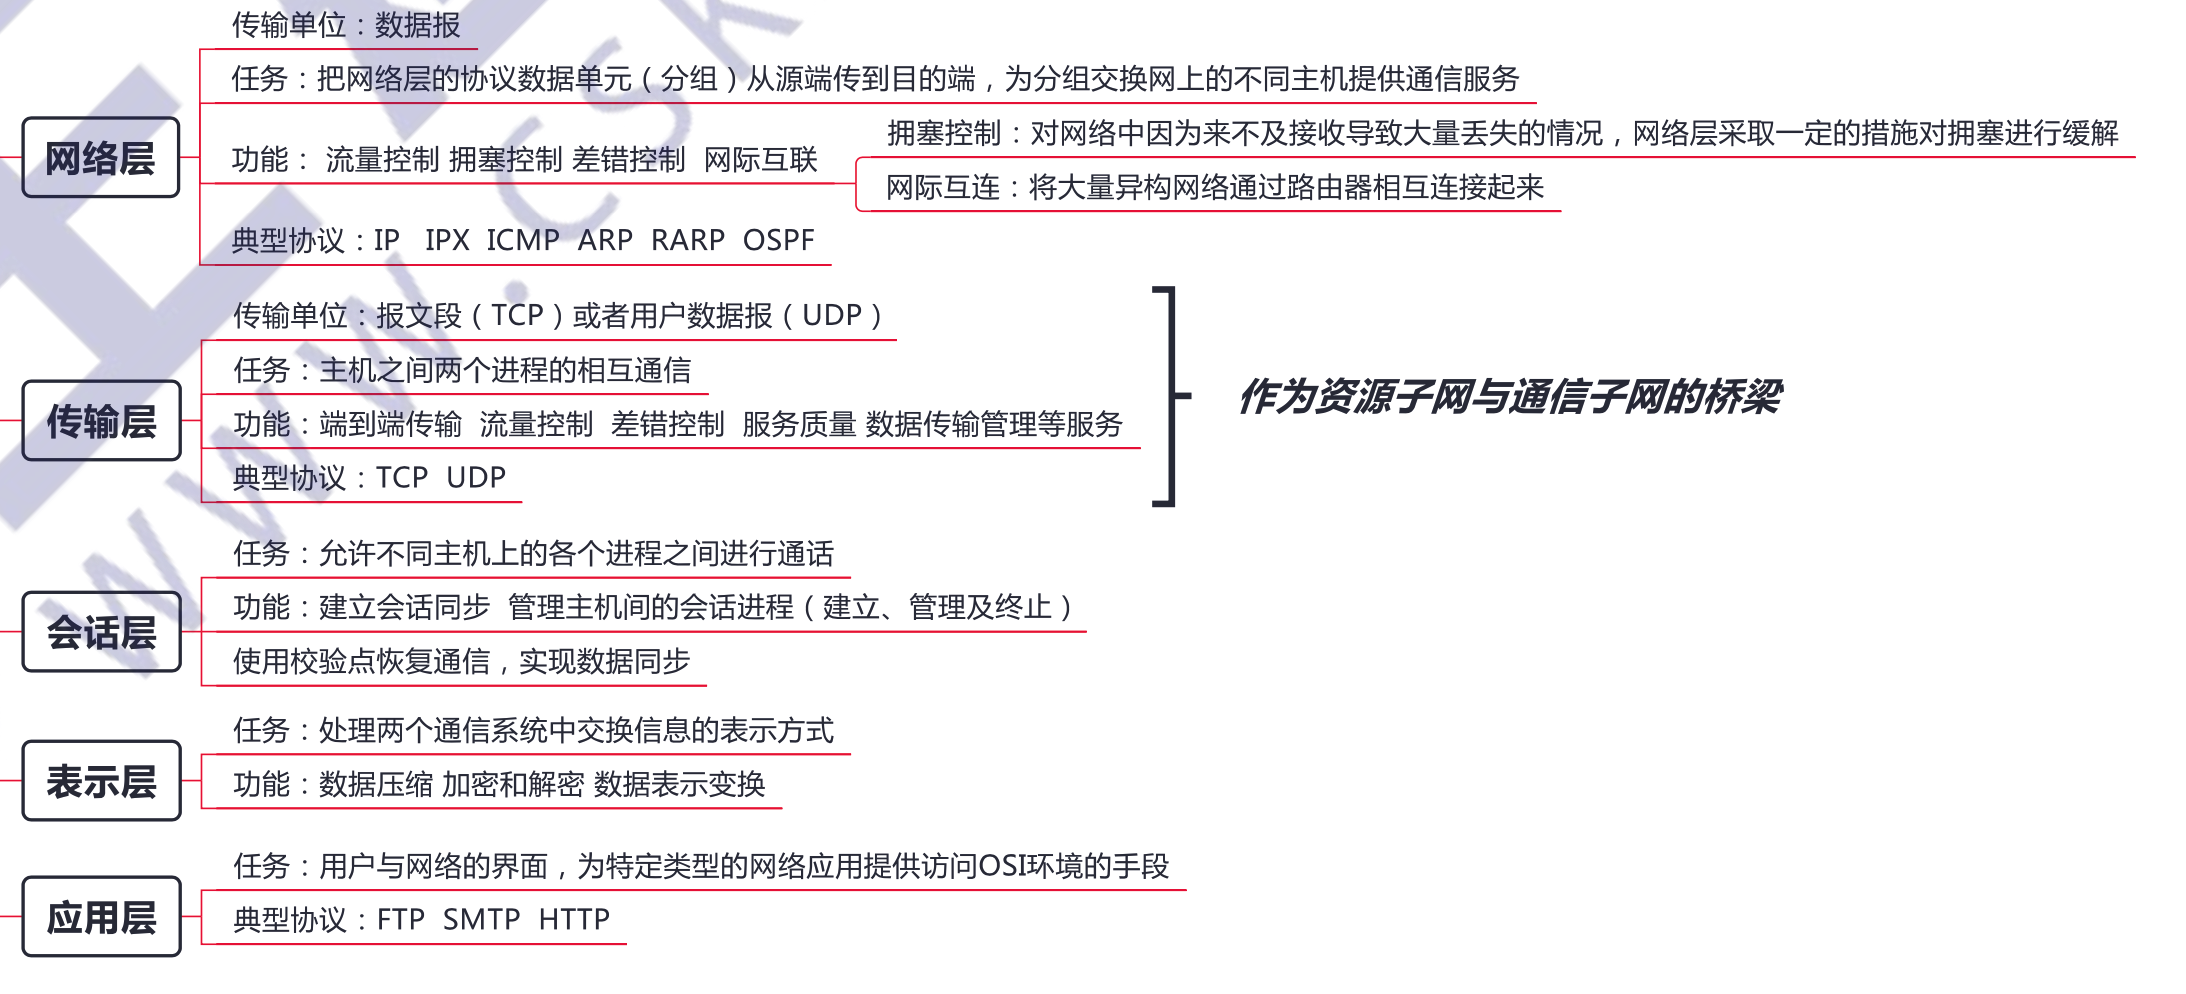 传输单位：数据报
任务：把网络层的协议数据单元（分组）从源端传到目的端，为分组交换网上的不同主机提供通信服务
网络层
功能： 流量控制 拥塞控制 差错控制 网际互联
拥塞控制：对网络中因为来不及接收导致大量丢失的情况，网络层采取一定的措施对拥塞进行缓解
网际互连：将大量异构网络通过路由器相互连接起来
典型协议：IP IPX ICMP ARP RARP OSPF
传输单位：报文段（TCP）或者用户数据报（UDP）
任务：主机之间两个进程的相互通信
传输层
功能：端到端传输 流量控制 差错控制 服务质量 数据传输管理等服务
典型协议：TCP UDP
作为资源子网与通信子网的桥梁
任务：允许不同主机上的各个进程之间进行通话
会话层
功能：建立会话同步 管理主机间的会话进程（建立、管理及终止）
使用校验点恢复通信，实现数据同步
任务：处理两个通信系统中交换信息的表示方式
表示层
功能：数据压缩 加密和解密 数据表示变换
任务：用户与网络的界面，为特定类型的网络应用提供访问OSI环境的手段
应用层
典型协议：FTP SMTP HTTP
WWW.CSK